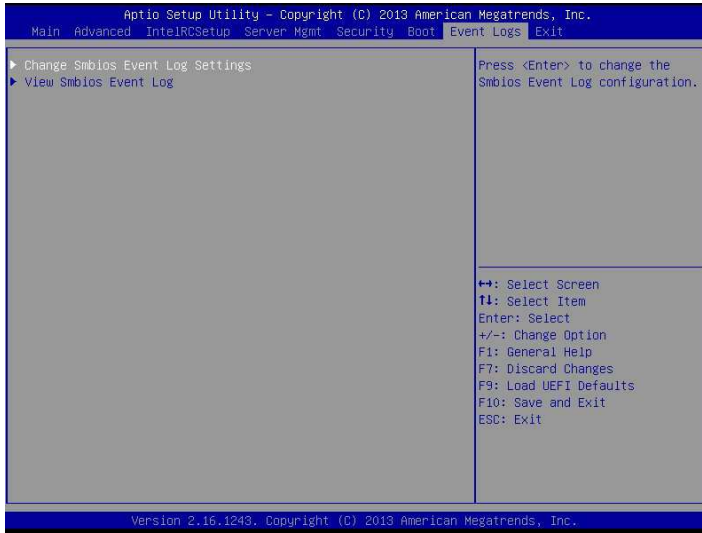 Aptio Setup Utility – Copyright (C) 2013 American Megatrends, Inc.
Main Advanced IntelRCSetup Server Mgmt Security Boot Event Logs Exit
▶ Change Smbios Event Log Settings
▶ View Smbios Event Log
Press <Enter> to change the
Smbios Event Log configuration.
↔: Select Screen
↑↓: Select Item
Enter: Select
+/-: Change Option
F1: General Help
F7: Discard Changes
F9: Load UEFI Defaults
F10: Save and Exit
ESC: Exit
Version 2.16.1243. Copyright (C) 2013 American Megatrends, Inc.